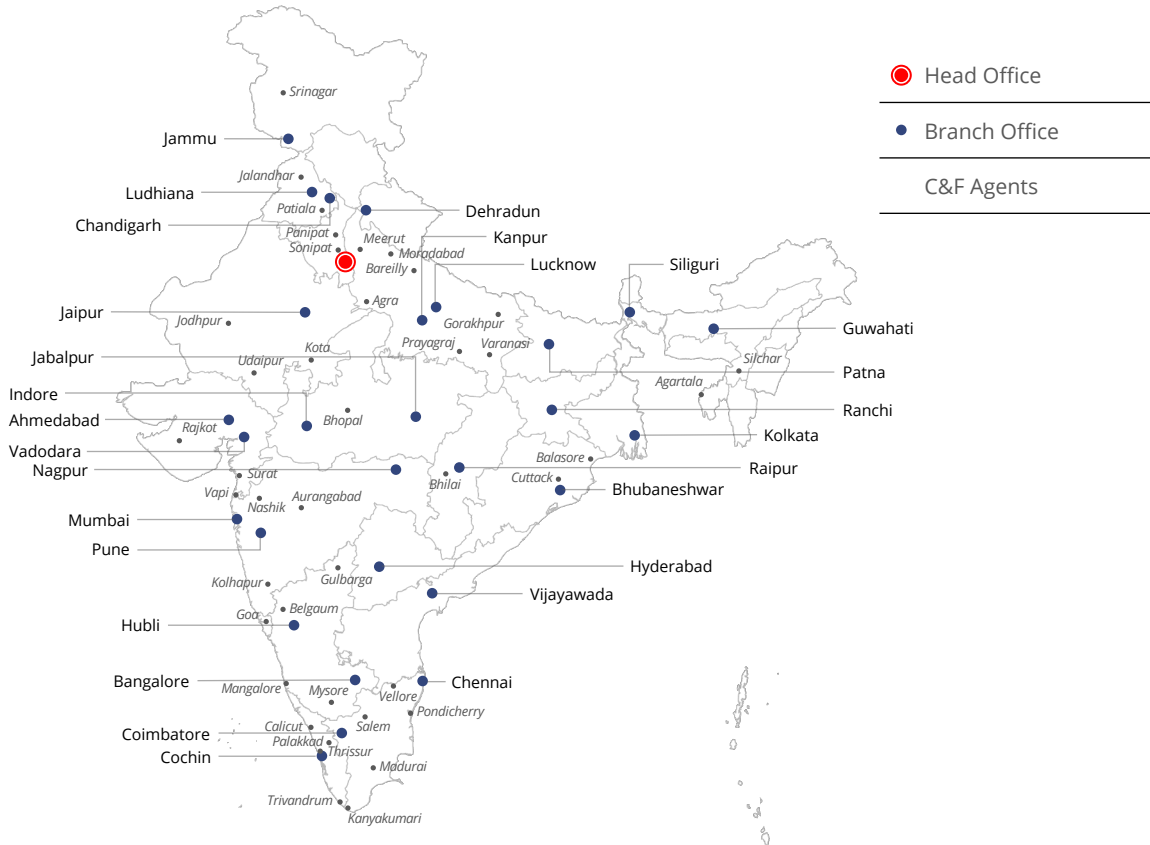 Head Office
Branch Office
C&F Agents
Srinagar
Jammu
Jalandhar
Ludhiana
Patiala
Chandigarh
Dehradun
Panipat
Kanpur
Sonipat
Meerut
Moradabad
Bareilly
Lucknow
Siliguri
Agra
Jaipur
Jodhpur
Gorakhpur
Guwahati
Prayagraj
Varanasi
Jabalpur
Kota
Udaipur
Silchar
Patna
Agartala
Indore
Ranchi
Ahmedabad
Bhopal
Rajkot
Kolkata
Vadodara
Nagpur
Balasore
Raipur
Surat
Cuttack
Bhilai
Bhubaneshwar
Vapi
Nashik
Aurangabad
Mumbai
Pune
Hyderabad
Gulbarga
Kolhapur
Vijayawada
Belgaum
Goa
Hubli
Bangalore
Chennai
Mangalore
Mysore
Vellore
Pondicherry
Calicut
Salem
Coimbatore
Palakkad
Thrissur
Cochin
Madurai
Trivandrum
Kanyakumari